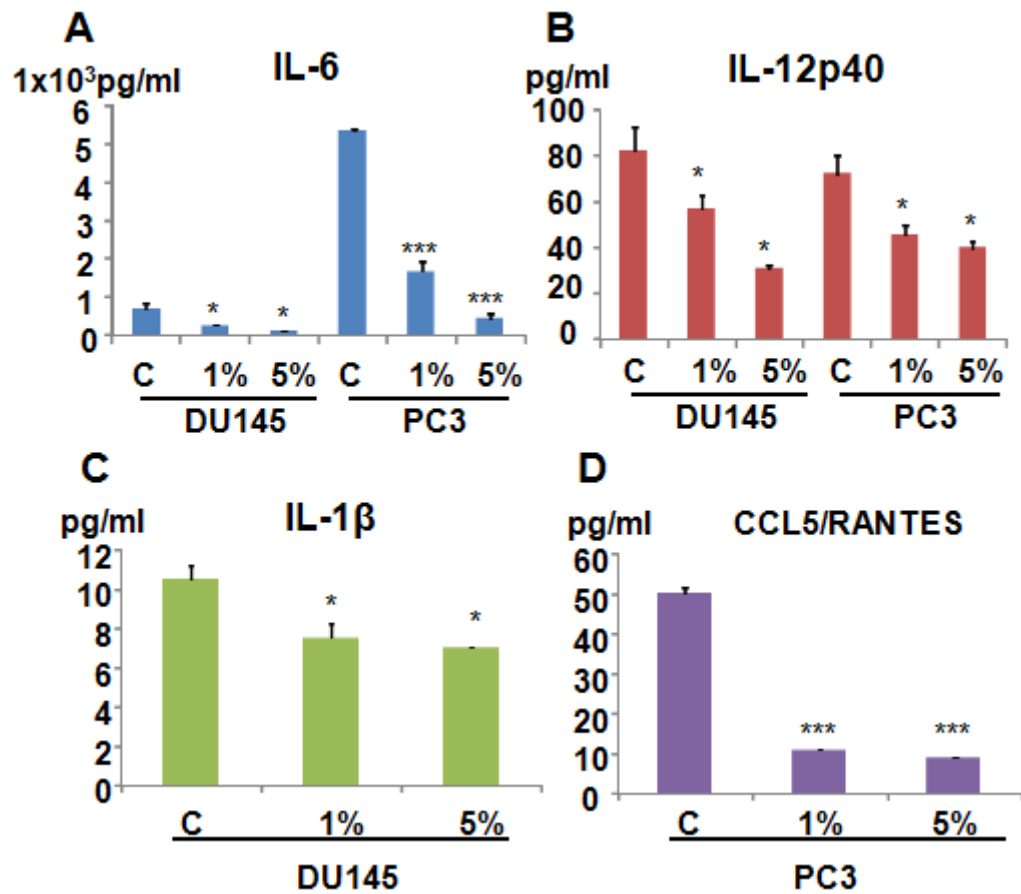 A
IL-6
1x10³pg/ml
6
5
4
3
2
1
0
*
*
***
***
C 1% 5% C 1% 5%
DU145 PC3
B
IL-12p40
pg/ml
100
80
60
40
20
0
*
*
*
*
C 1% 5% C 1% 5%
DU145 PC3
C
IL-1β
pg/ml
12
10
8
6
4
2
0
*
*
C 1% 5%
DU145
D
CCL5/RANTES
pg/ml
60
50
40
30
20
10
0
***
***
C 1% 5%
PC3